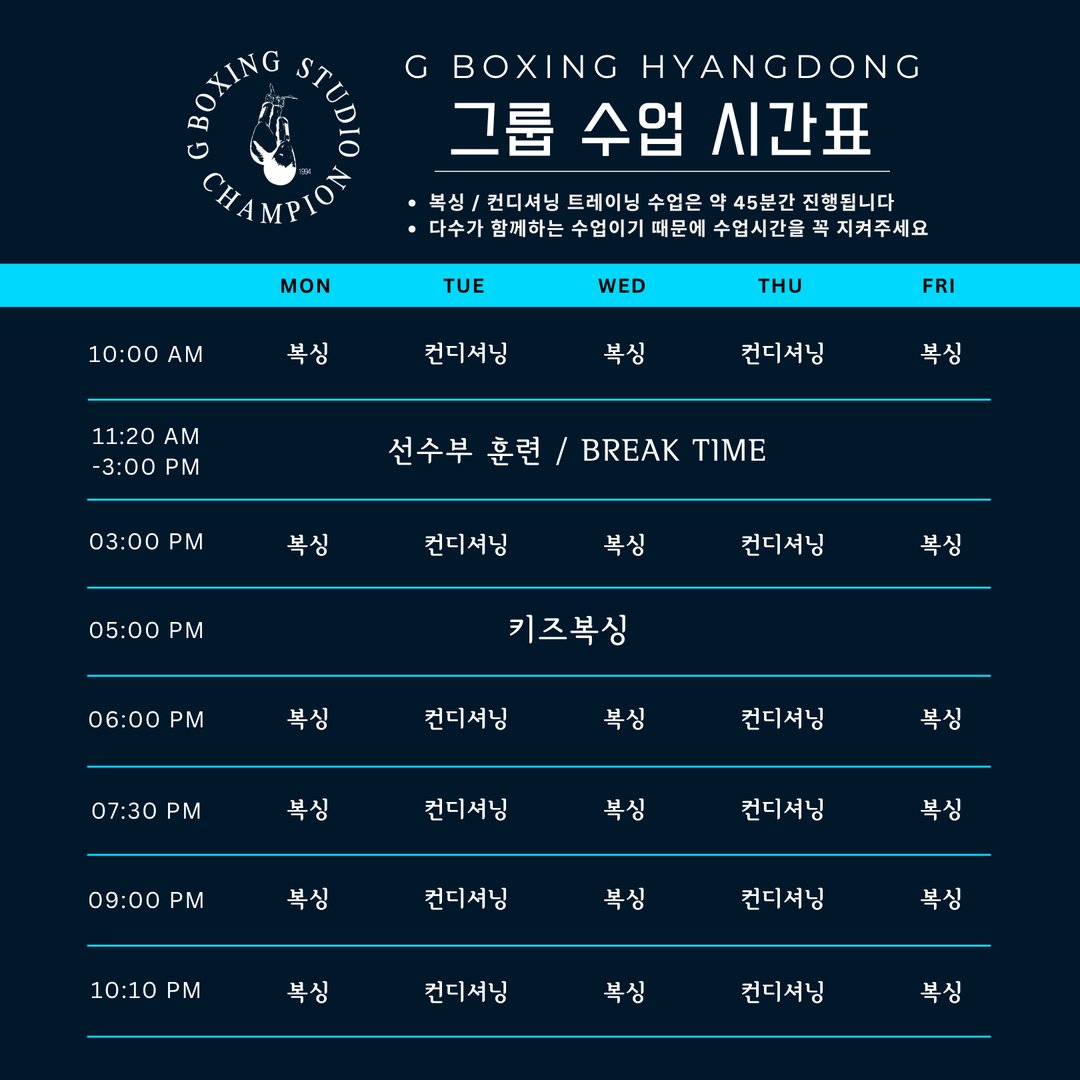 G BOXING STUDIO
CHAMPION
1994
G BOXING HYANGDONG
그룹 수업 시간표
• 복싱 / 컨디셔닝 트레이닝 수업은 약 45분간 진행됩니다
• 다수가 함께하는 수업이기 때문에 수업시간을 꼭 지켜주세요
MON TUE WED THU FRI
10:00 AM 복싱 컨디셔닝 복싱 컨디셔닝 복싱
11:20 AM
-3:00 PM
선수부 훈련 / BREAK TIME
03:00 PM 복싱 컨디셔닝 복싱 컨디셔닝 복싱
05:00 PM 키즈복싱
06:00 PM 복싱 컨디셔닝 복싱 컨디셔닝 복싱
07:30 PM 복싱 컨디셔닝 복싱 컨디셔닝 복싱
09:00 PM 복싱 컨디셔닝 복싱 컨디셔닝 복싱
10:10 PM 복싱 컨디셔닝 복싱 컨디셔닝 복싱